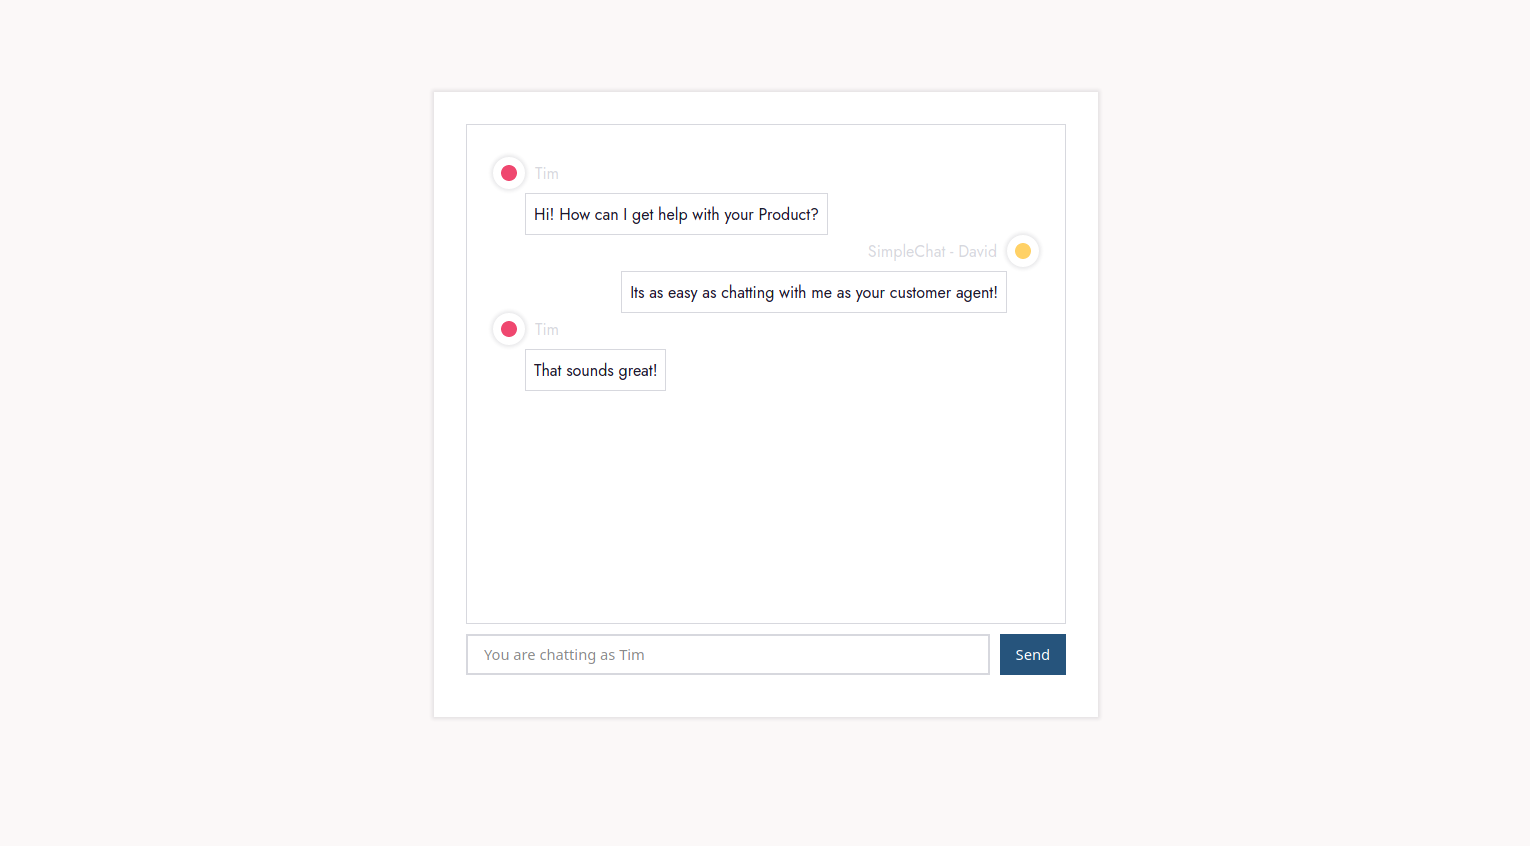 Tim
Hi! How can I get help with your Product?
SimpleChat - David
Its as easy as chatting with me as your customer agent!
Tim
That sounds great!
You are chatting as Tim
Send